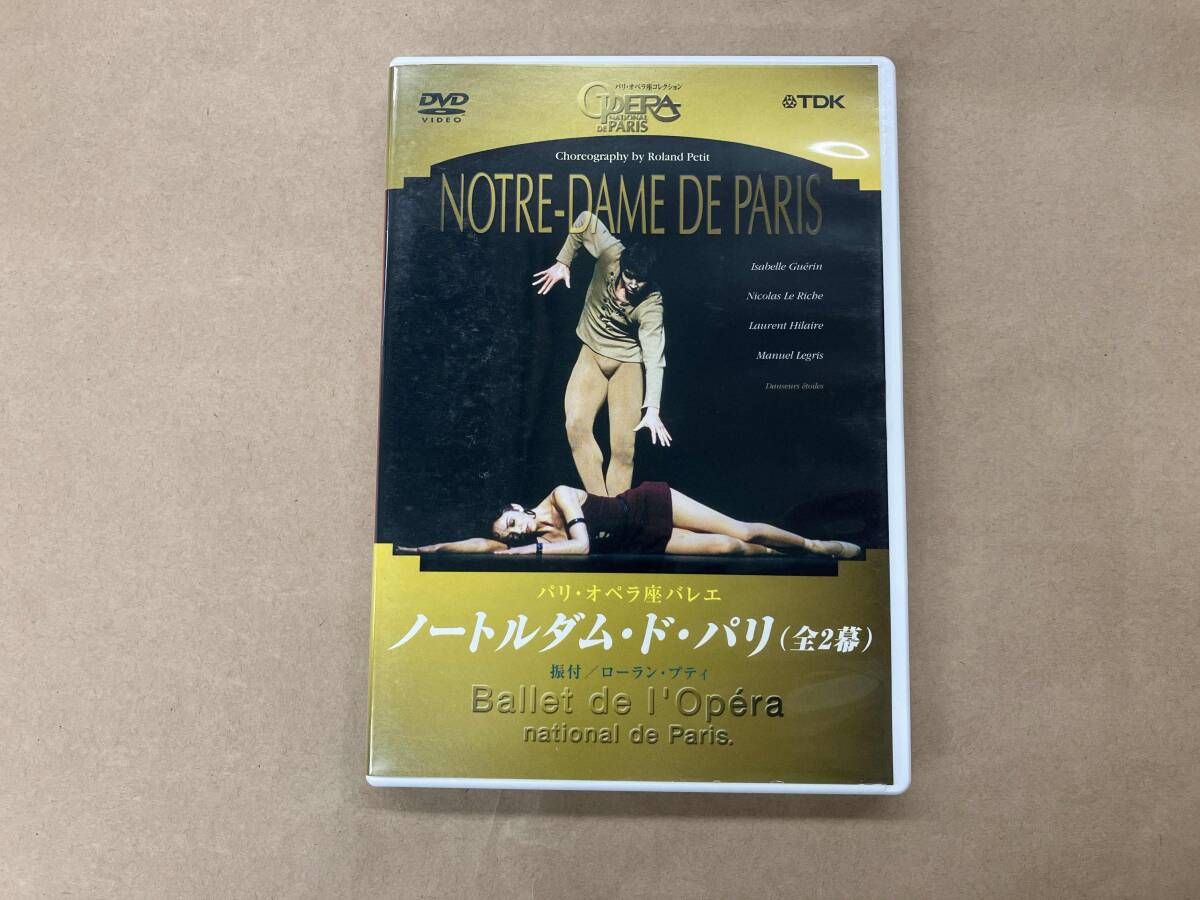 DVD
VIDEO
パリ・オペラ座コレクション
OPERA
NATIONAL
DE PARIS
TDK
Choreography by Roland Petit
NOTRE-DAME DE PARIS
Isabelle Guérin
Nicolas Le Riche
Laurent Hilaire
Manuel Legris
Danseurs étoiles
パリ・オペラ座バレエ
ノートルダム・ド・パリ(全2幕)
振付/ローラン・プティ
Ballet de l'Opéra
national de Paris.